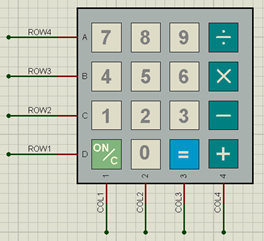 ROW4 A 7 8 9 ÷
ROW3 B 4 5 6 ×
ROW2 C 1 2 3 −
ROW1 D ON/C 0 = +
1 2 3 4
COL1 COL2 COL3 COL4